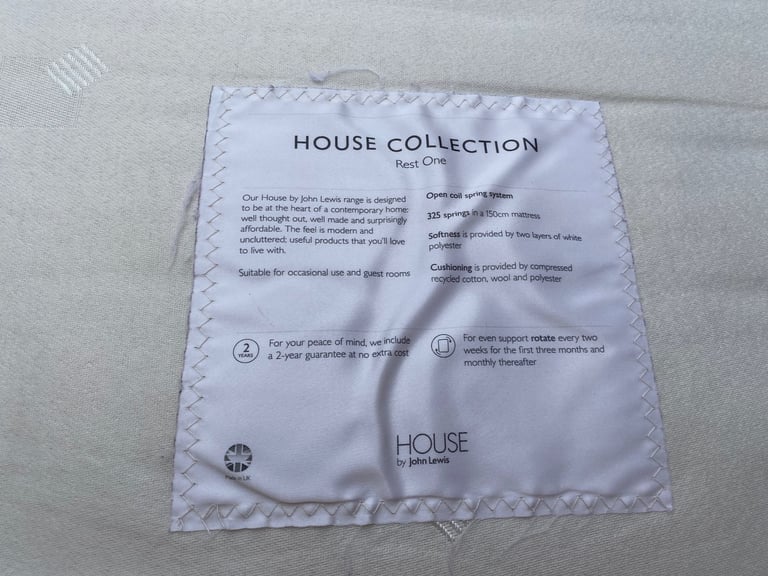 HOUSE COLLECTION
Rest One
Our House by John Lewis range is designed
to be at the heart of a contemporary home:
well thought out, well made and surprisingly
affordable. The feel is modern and
uncluttered; useful products that you'll love
to live with.
Suitable for occasional use and guest rooms
Open coil spring system
325 springs in a 150cm mattress
Softness is provided by two layers of white
polyester
Cushioning is provided by compressed
recycled cotton, wool and polyester
2
YEARS
For your peace of mind, we include
a 2-year guarantee at no extra cost
For even support rotate every two
weeks for the first three months and
monthly thereafter
Made in UK
HOUSE
by John Lewis